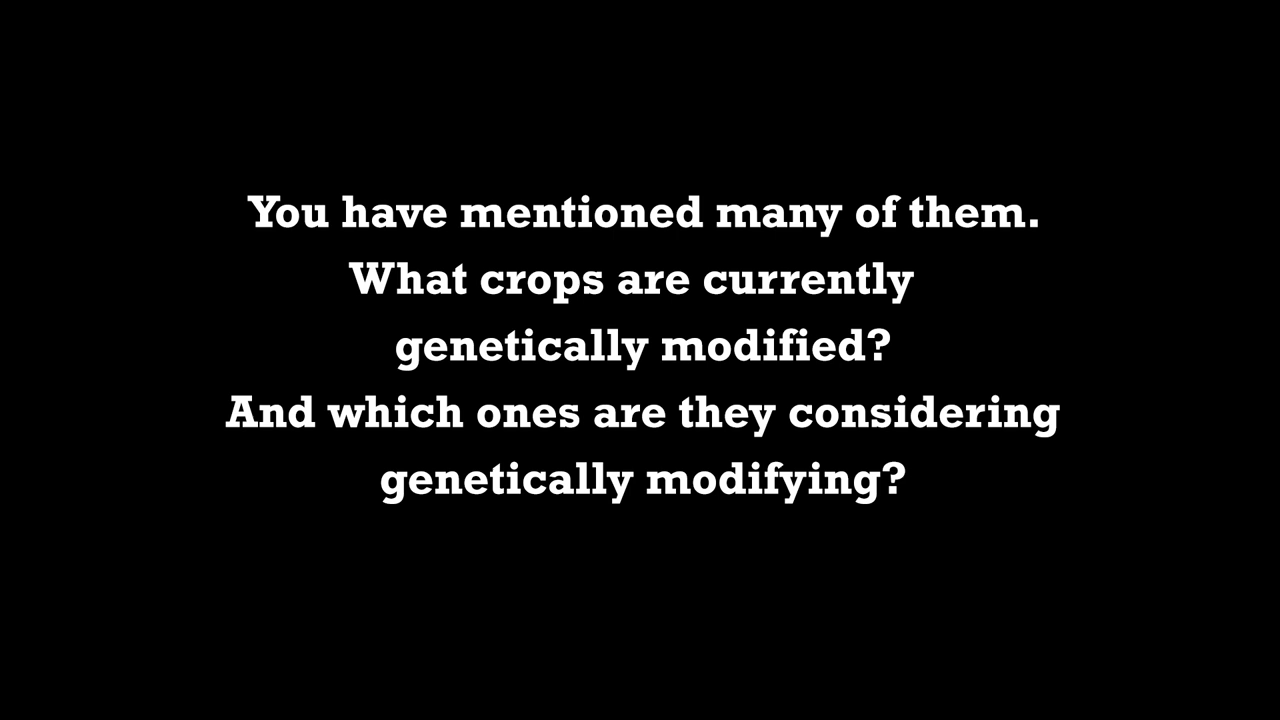 You have mentioned many of them.
What crops are currently
genetically modified?
And which ones are they considering
genetically modifying?